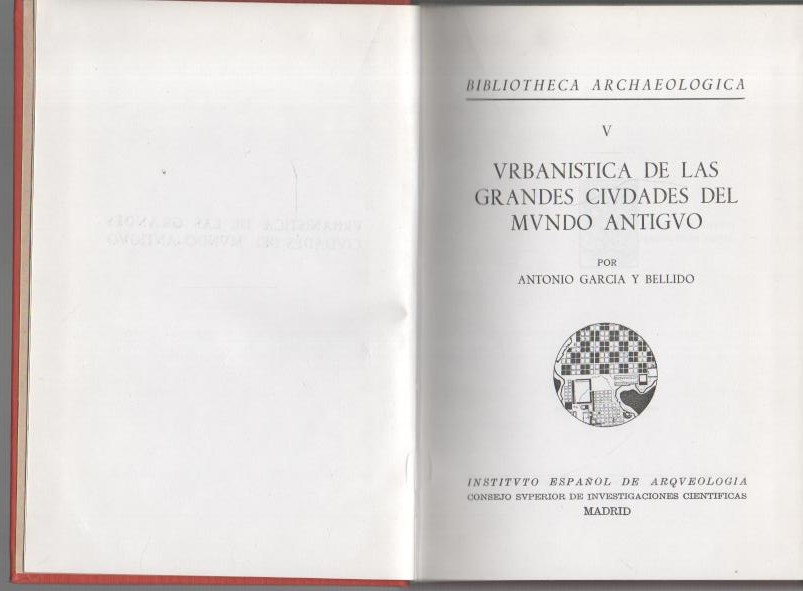 BIBLIOTHECA ARCHAEOLOGICA
V
VRBANISTICA DE LAS
GRANDES CIVDADES DEL
MVNDO ANTIGVO
POR
ANTONIO GARCIA Y BELLIDO
INSTITVTO ESPAÑOL DE ARQVEOLOGIA
CONSEJO SVPERIOR DE INVESTIGACIONES CIENTIFICAS
MADRID